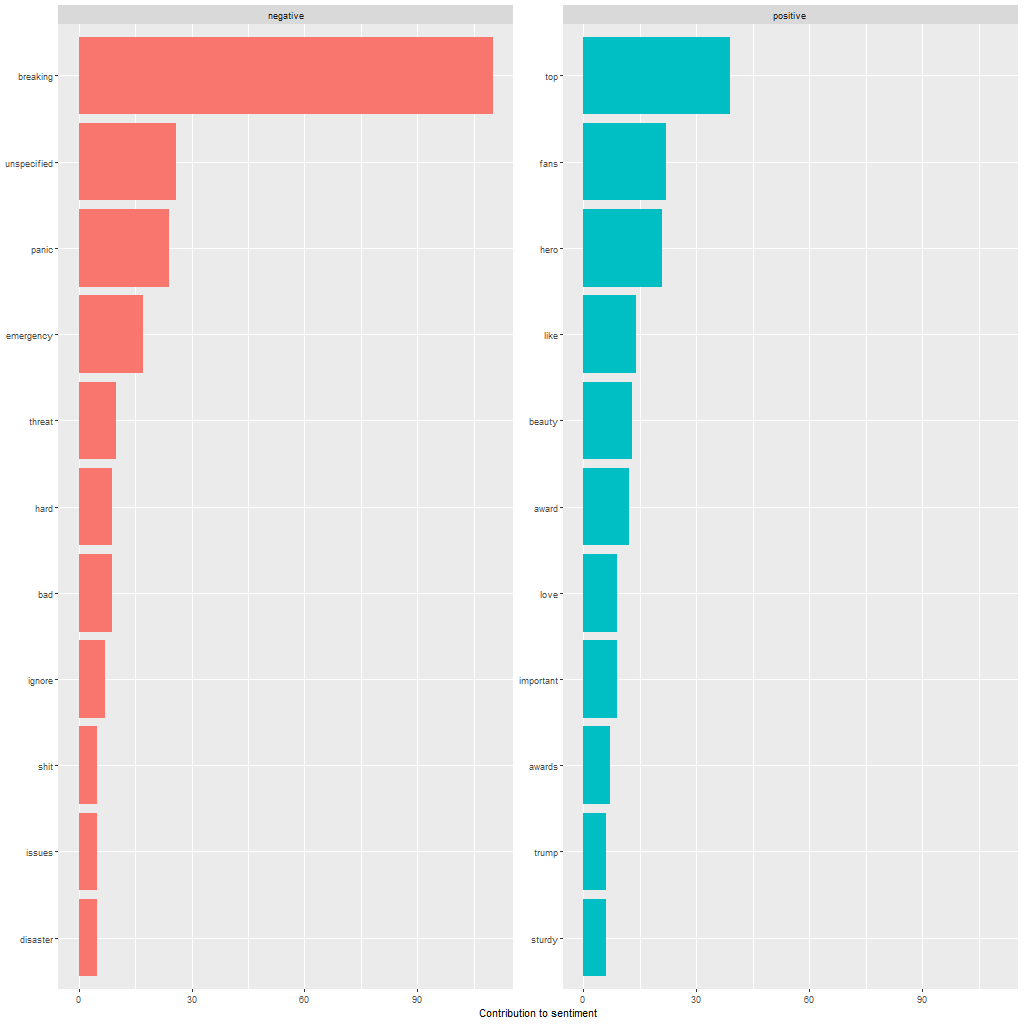 negative
breaking
unspecified
panic
emergency
threat
hard
bad
ignore
shit
issues
disaster
0 30 60 90
positive
top
fans
hero
like
beauty
award
love
important
awards
trump
sturdy
0 30 60 90
Contribution to sentiment